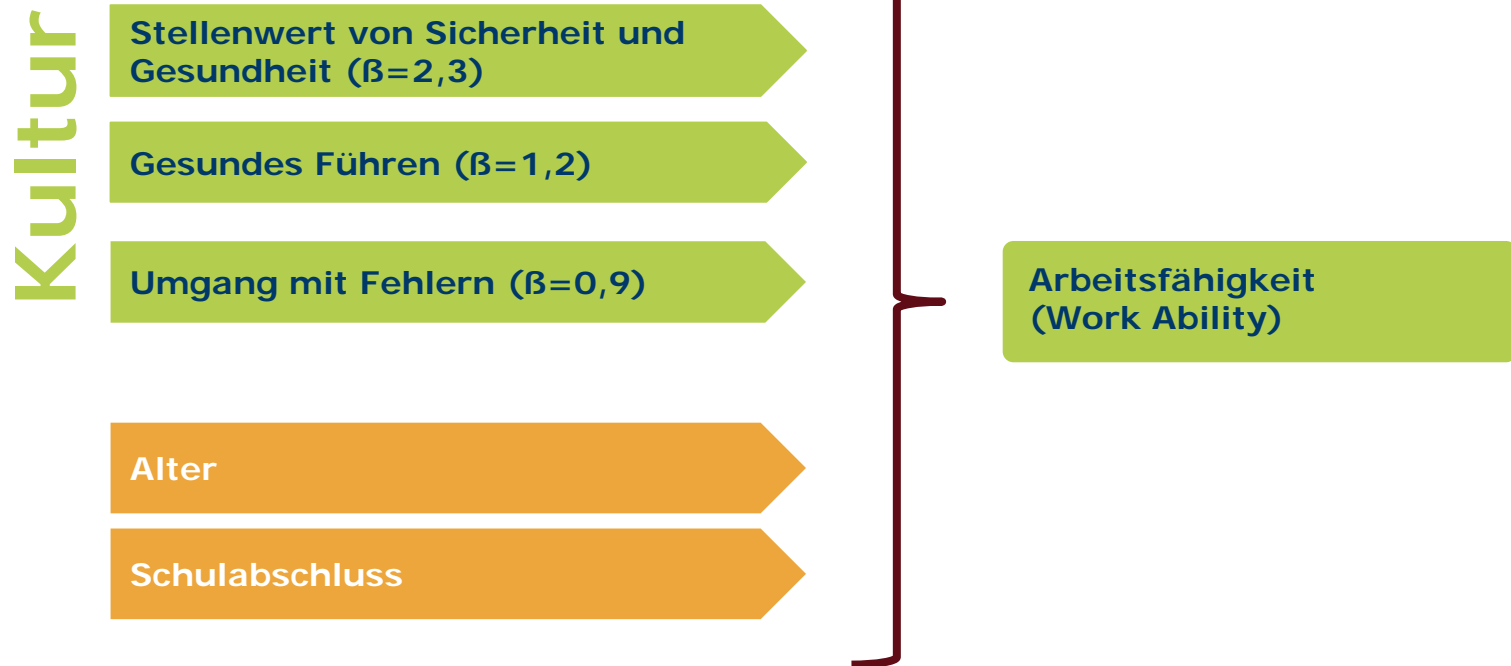 Kultur
Stellenwert von Sicherheit und
Gesundheit (ß=2,3)
Gesundes Führen (ß=1,2)
Umgang mit Fehlern (ß=0,9)
Alter
Schulabschluss
Arbeitsfähigkeit
(Work Ability)